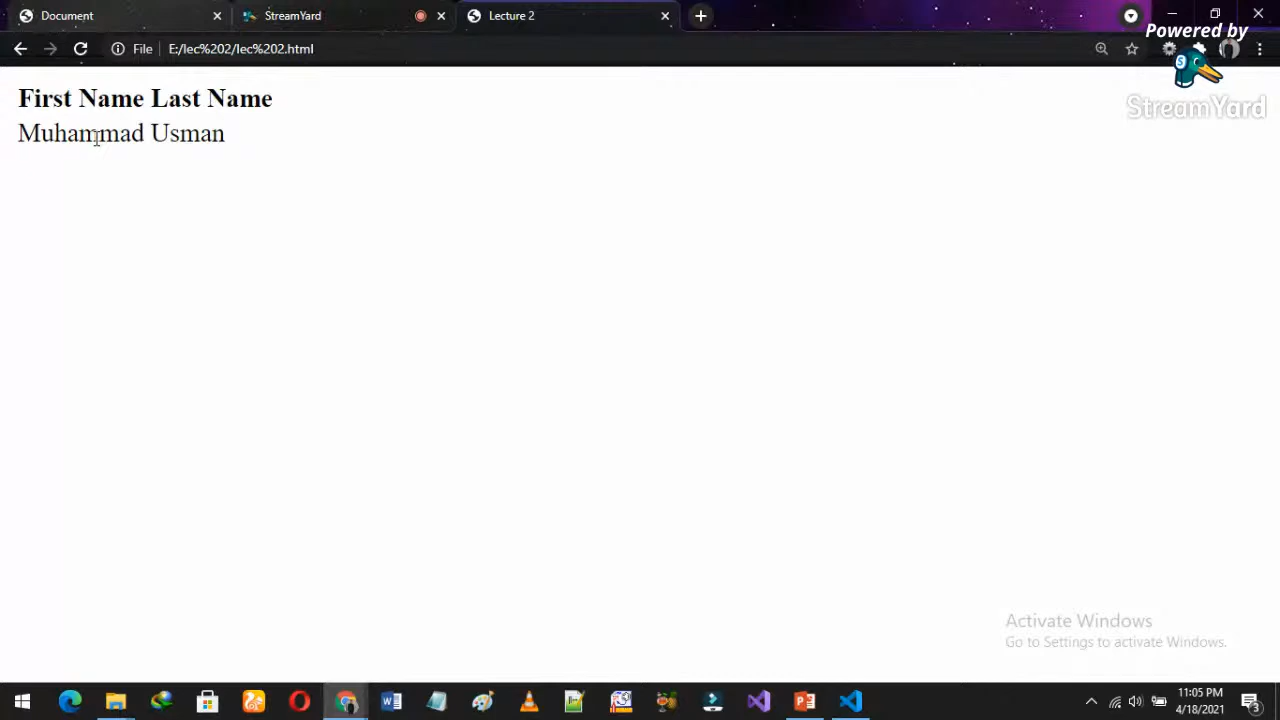 Document
StreamYard
Lecture 2
Powered by
File
E:/lec%202/lec%202.html
StreamYard
First Name Last Name
Muhammad Usman
Activate Windows
Go to Settings to activate Windows.
11:05 PM
4/18/2021
3